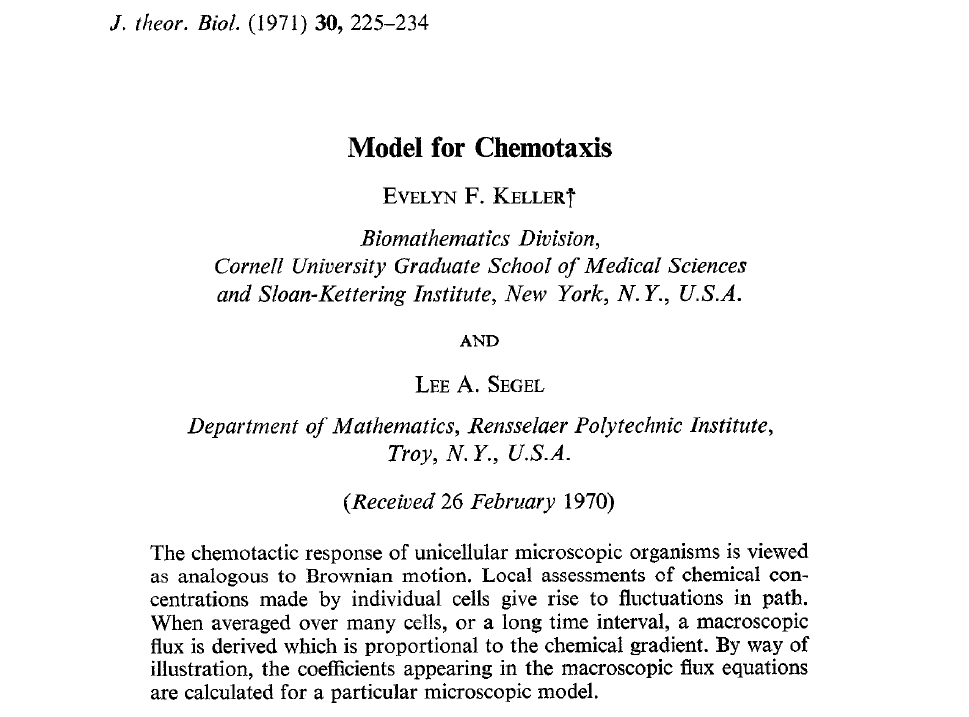 J. theor. Biol. (1971) 30, 225–234
Model for Chemotaxis
EVELYN F. KELLER†
Biomathematics Division,
Cornell University Graduate School of Medical Sciences
and Sloan-Kettering Institute, New York, N.Y., U.S.A.
AND
LEE A. SEGEL
Department of Mathematics, Rensselaer Polytechnic Institute,
Troy, N.Y., U.S.A.
(Received 26 February 1970)
The chemotactic response of unicellular microscopic organisms is viewed
as analogous to Brownian motion. Local assessments of chemical con-
centrations made by individual cells give rise to fluctuations in path.
When averaged over many cells, or a long time interval, a macroscopic
flux is derived which is proportional to the chemical gradient. By way of
illustration, the coefficients appearing in the macroscopic flux equations
are calculated for a particular microscopic model.